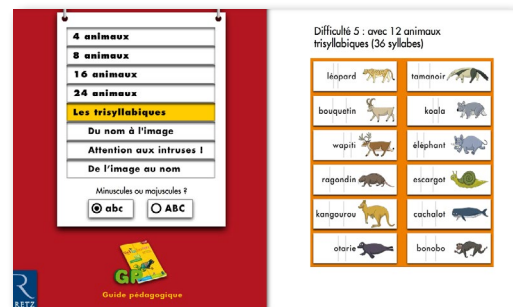 4 animaux
8 animaux
16 animaux
24 animaux
Les trisyllabiques
Du nom à l'image
Attention aux intruses !
De l'image au nom
Minuscules ou majuscules ?
abc
ABC
GP
Guide pédagogique
RETZ
Difficulté 5 : avec 12 animaux
trisyllabiques (36 syllabes)
léopard
tamanoir
bouquetin
koala
wapiti
éléphant
ragondin
escargot
kangourou
cachalot
otarie
bonobo